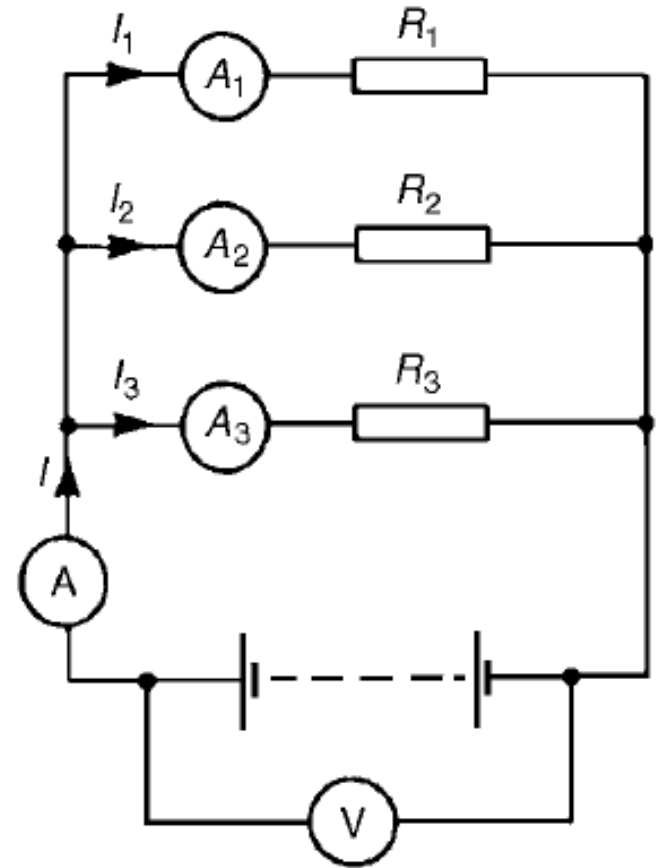 I₁ A₁ R₁
I₂ A₂ R₂
I₃ A₃ R₃
I
A
V